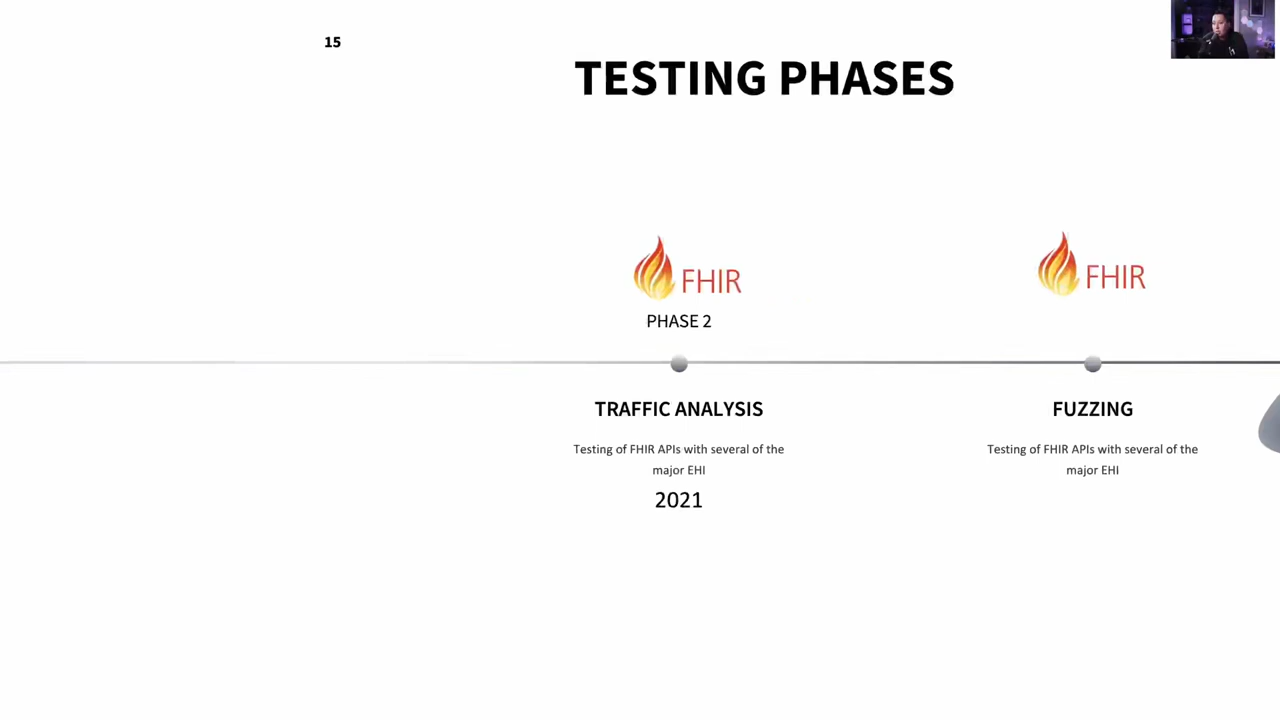 15
TESTING PHASES
FHIR
PHASE 2
TRAFFIC ANALYSIS
Testing of FHIR APIs with several of the
major EHI
2021
FHIR
FUZZING
Testing of FHIR APIs with several of the
major EHI